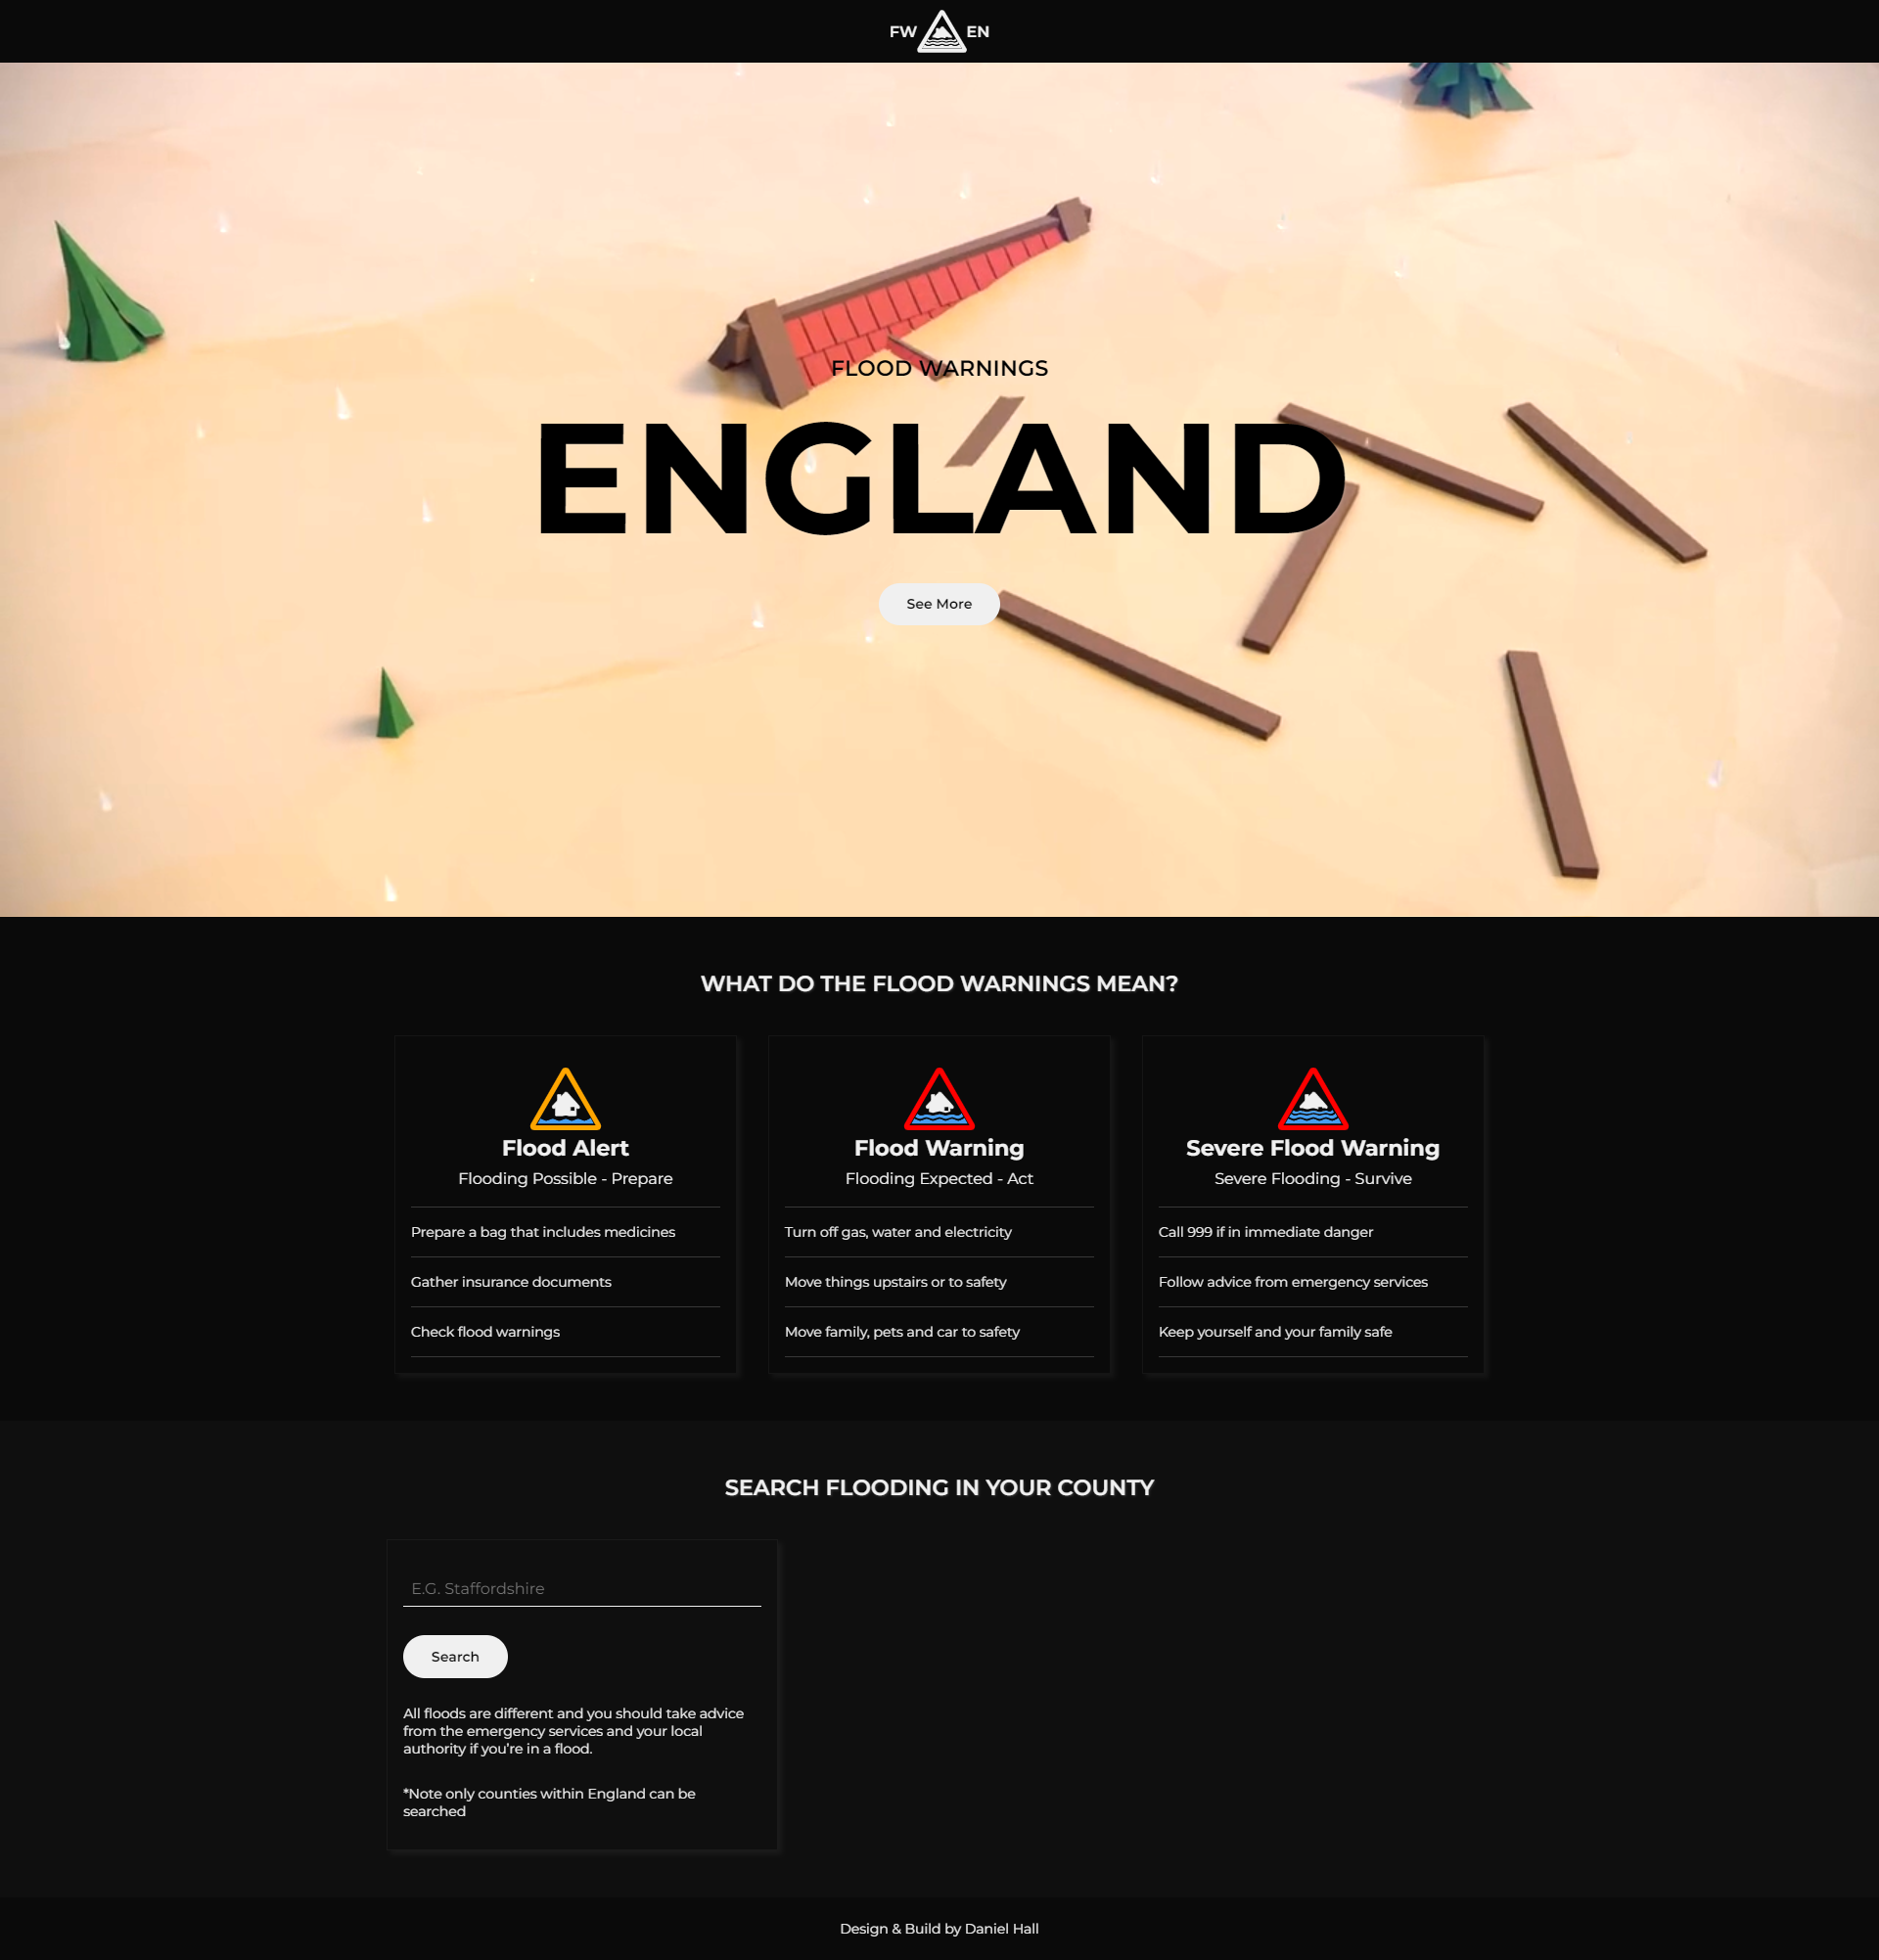 FW EN
FLOOD WARNINGS
ENGLAND
See More
WHAT DO THE FLOOD WARNINGS MEAN?
Flood Alert
Flooding Possible - Prepare
Prepare a bag that includes medicines
Gather insurance documents
Check flood warnings
Flood Warning
Flooding Expected - Act
Turn off gas, water and electricity
Move things upstairs or to safety
Move family, pets and car to safety
Severe Flood Warning
Severe Flooding - Survive
Call 999 if in immediate danger
Follow advice from emergency services
Keep yourself and your family safe
SEARCH FLOODING IN YOUR COUNTY
E.G. Staffordshire
Search
All floods are different and you should take advice
from the emergency services and your local
authority if you're in a flood.
*Note only counties within England can be
searched
Design & Build by Daniel Hall